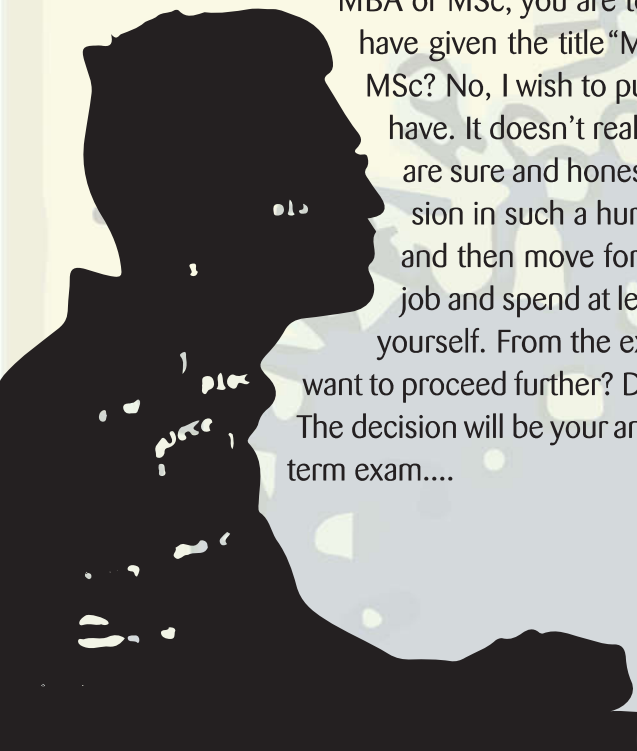 MBA or MSc, you are
have given the title “M
MSc? No, I wish to pu
have. It doesn’t real
are sure and hones
sion in such a hur
and then move for
job and spend at le
yourself. From the ex
want to proceed further? D
The decision will be your an
term exam....